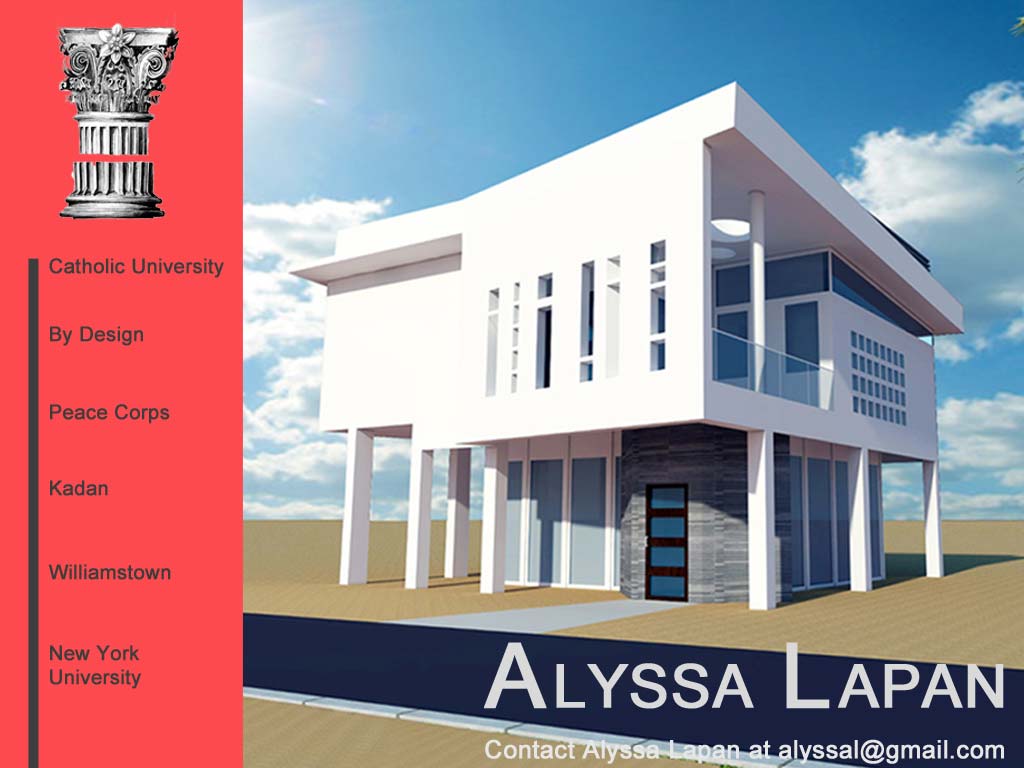 Catholic University
By Design
Peace Corps
Kadan
Williamstown
New York
University
ALYSSA LAPAN
Contact Alyssa Lapan at alyssal@gmail.com